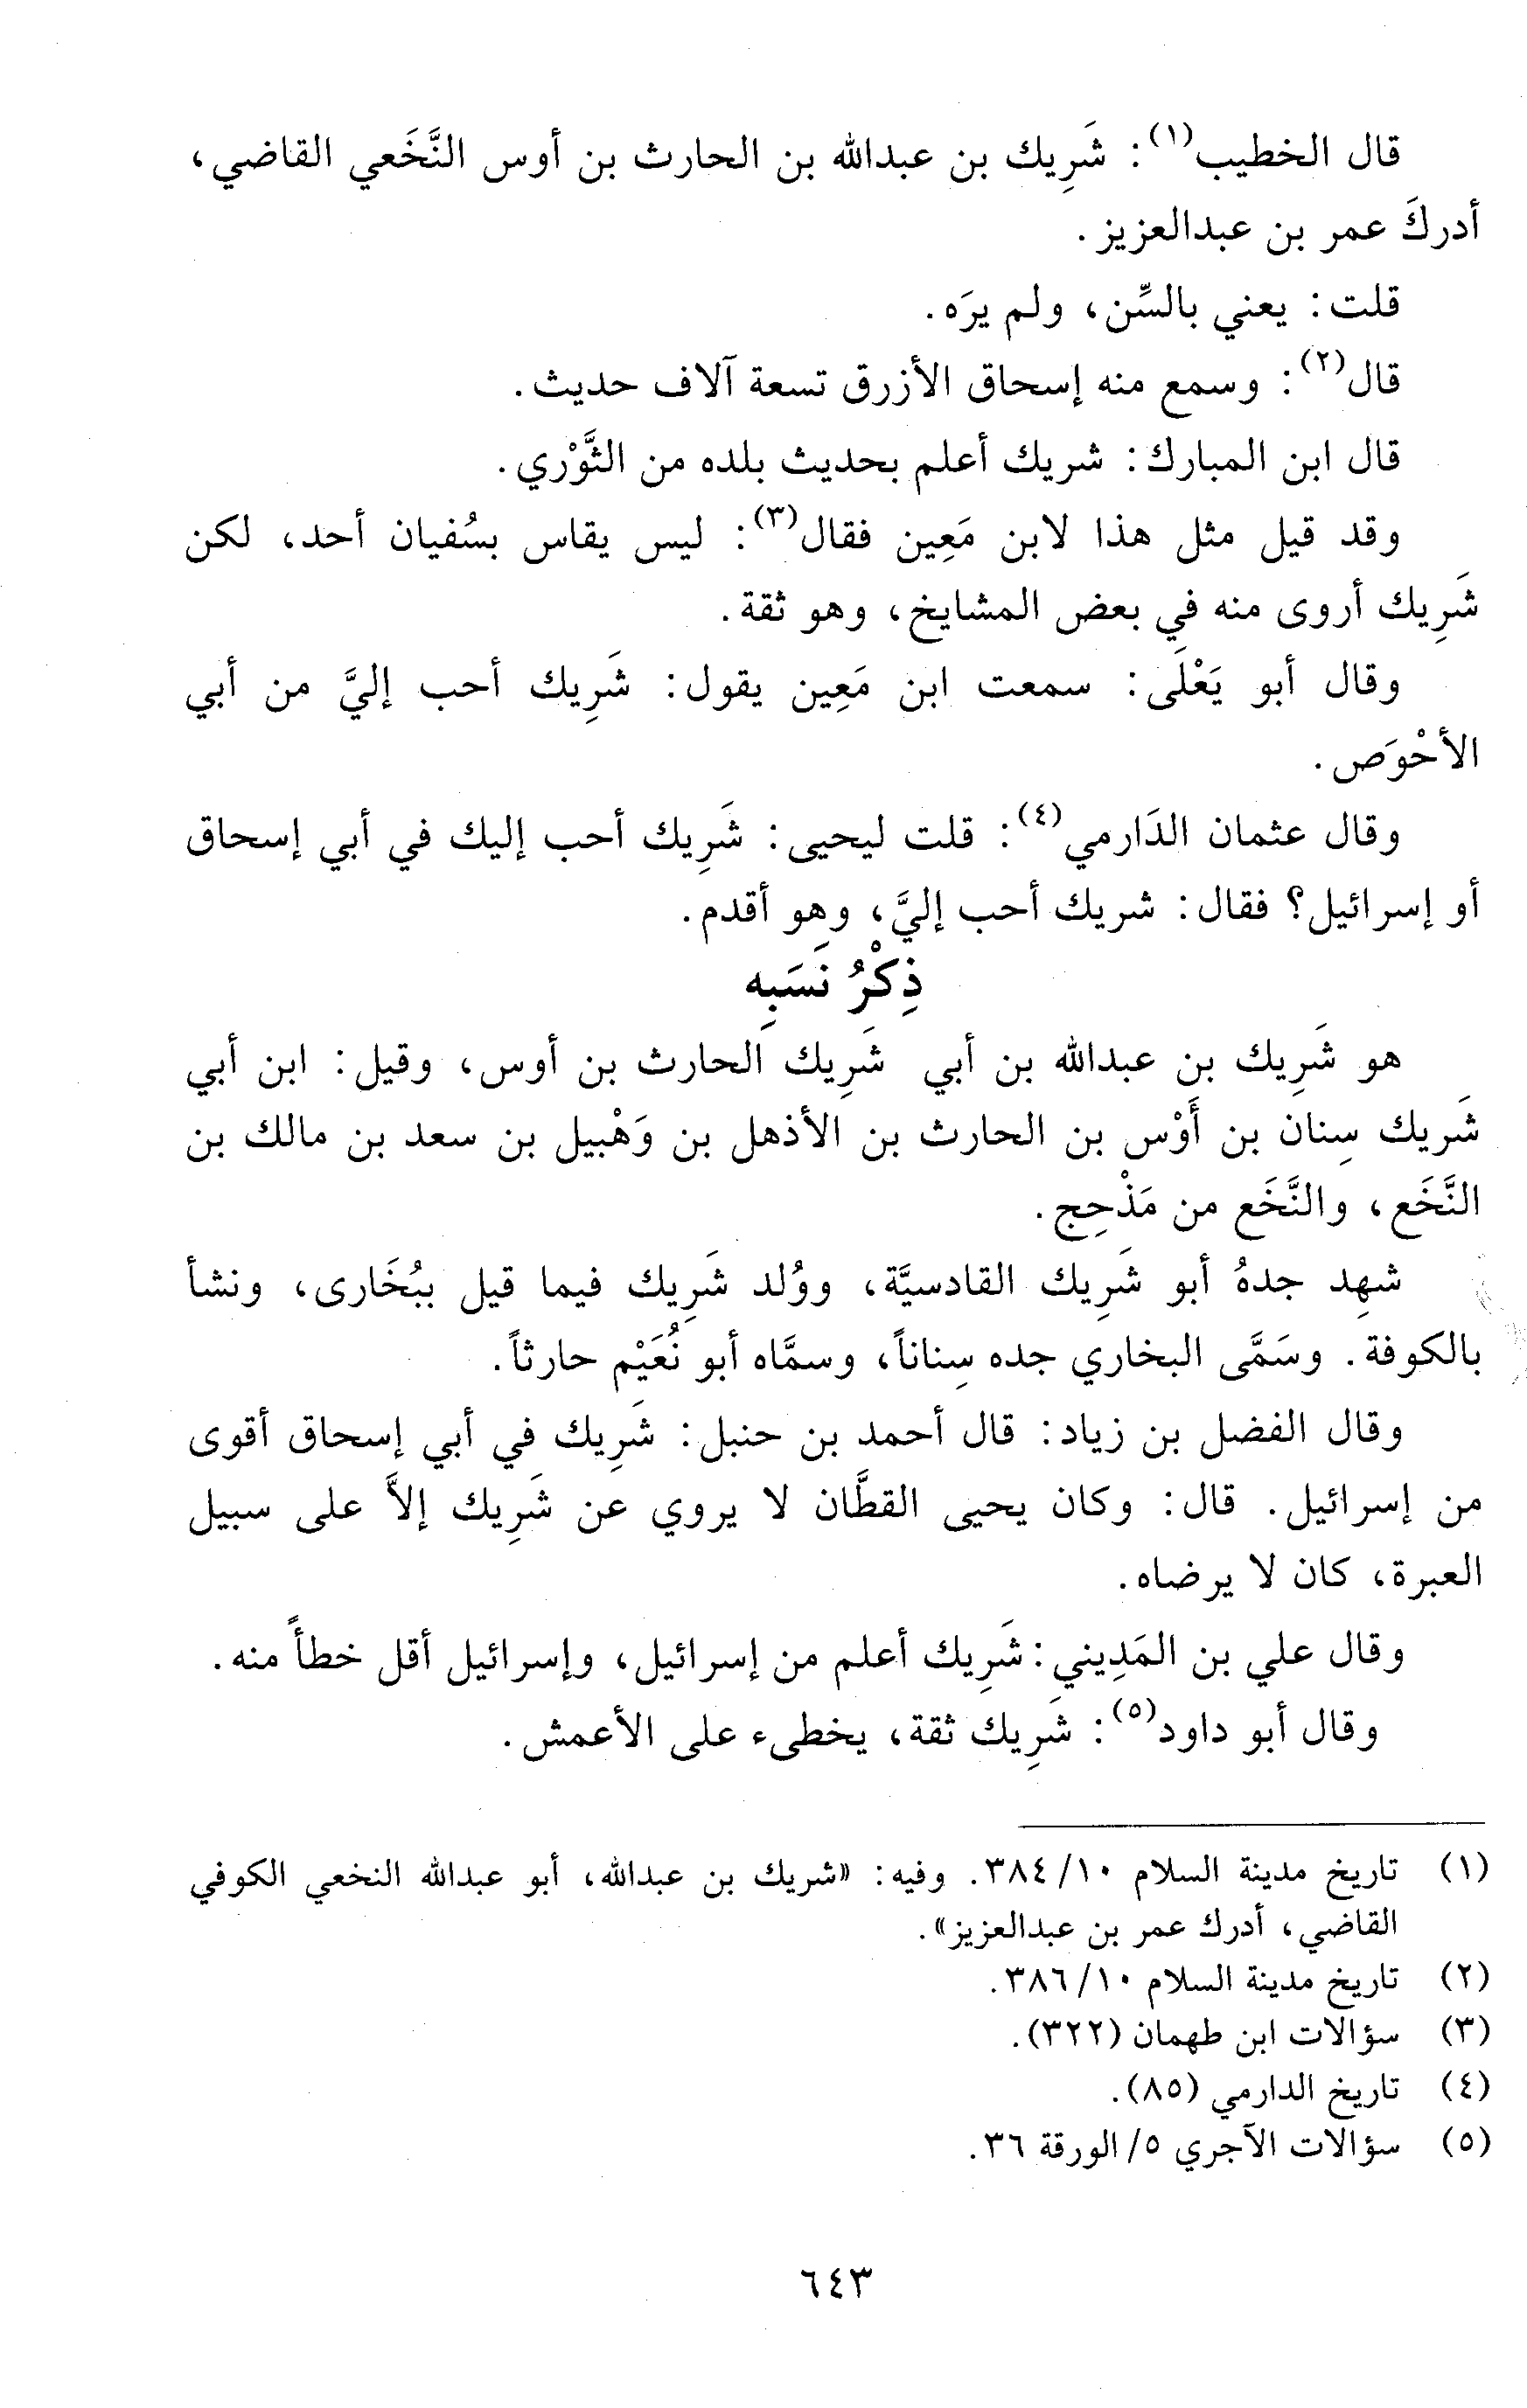 قال الخطيب(١): شَرِيك بن عبدالله بن الحارث بن أوس النَّخَعي القاضي،
أدركَ عمر بن عبدالعزيز.
قلت: يعني بالسِّن، ولم يرَه.
قال(٢): وسمع منه إسحاق الأزرق تسعة آلاف حديث.
قال ابن المبارك: شريك أعلم بحديث بلده من الثَّوْري.
وقد قيل مثل هذا لابن مَعِين فقال(٣): ليس يقاس بسُفيان أحد، لكن
شَرِيك أروى منه في بعض المشايخ، وهو ثقة.
وقال أبو يَعْلَى: سمعت ابن مَعِين يقول: شَرِيك أحب إليَّ من أبي
الأحْوَص.
وقال عثمان الدَارمي(٤): قلت ليحيى: شَرِيك أحب إليك في أبي إسحاق
أو إسرائيل؟ فقال: شريك أحب إليَّ، وهو أقدم.
ذِكْرُ نَسَبِه
هو شَرِيك بن عبدالله بن أبي شَرِيك الحارث بن أوس، وقيل: ابن أبي
شَريك سِنان بن أَوْس بن الحارث بن الأذهل بن وَهْبيل بن سعد بن مالك بن
النَّخَع، والنَّخَع من مَذْحِج.
شهِد جدهُ أبو شَرِيك القادسيَّة، ووُلد شَرِيك فيما قيل ببُخَارى، ونشأ
بالكوفة. وسَمَّى البخاري جده سِناناً، وسمَّاه أبو نُعَيْم حارثاً.
وقال الفضل بن زياد: قال أحمد بن حنبل: شَرِيك في أبي إسحاق أقوى
من إسرائيل. قال: وكان يحيى القطَّان لا يروي عن شَرِيك إلاَّ على سبيل
العبرة، كان لا يرضاه.
وقال علي بن المَدِيني: شَرِيك أعلم من إسرائيل، وإسرائيل أقل خطأً منه.
وقال أبو داود(٥): شَرِيك ثقة، يخطىء على الأعمش.
(١) تاريخ مدينة السلام ١٠/ ٣٨٤. وفيه: «شريك بن عبدالله، أبو عبدالله النخعي الكوفي
القاضي، أدرك عمر بن عبدالعزيز».
(٢) تاريخ مدينة السلام ١٠/ ٣٨٦.
(٣) سؤالات ابن طهمان (٣٢٢).
(٤) تاريخ الدارمي (٨٥).
(٥) سؤالات الآجري ٥/ الورقة ٣٦.
٦٤٣